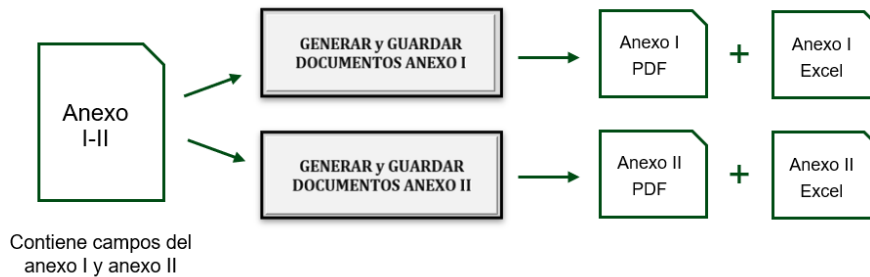 Anexo
I-II
Contiene campos del
anexo I y anexo II
GENERAR y GUARDAR
DOCUMENTOS ANEXO I
Anexo I
PDF
+
Anexo I
Excel
GENERAR y GUARDAR
DOCUMENTOS ANEXO II
Anexo II
PDF
+
Anexo II
Excel